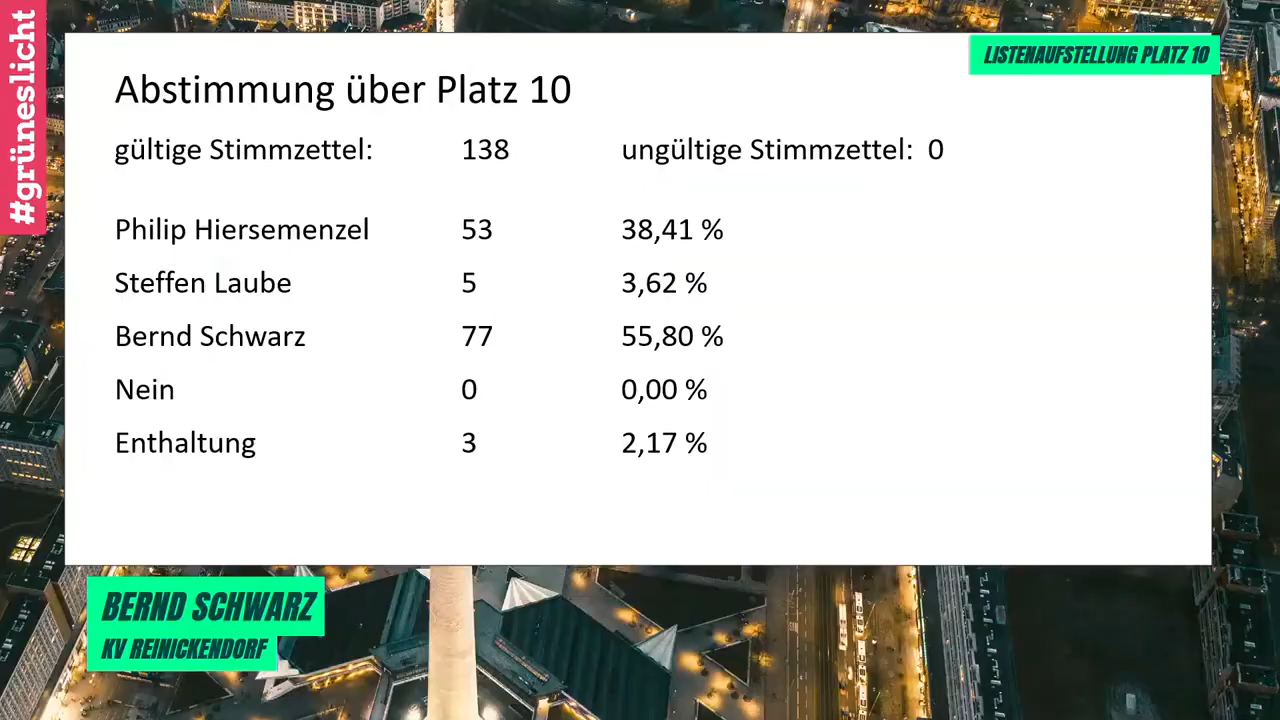 #grüneslicht
LISTENAUFSTELLUNG PLATZ 10
Abstimmung über Platz 10
gültige Stimmzettel: 138 ungültige Stimmzettel: 0
Philip Hiersemenzel 53 38,41 %
Steffen Laube 5 3,62 %
Bernd Schwarz 77 55,80 %
Nein 0 0,00 %
Enthaltung 3 2,17 %
BERND SCHWARZ
KV REINICKENDORF